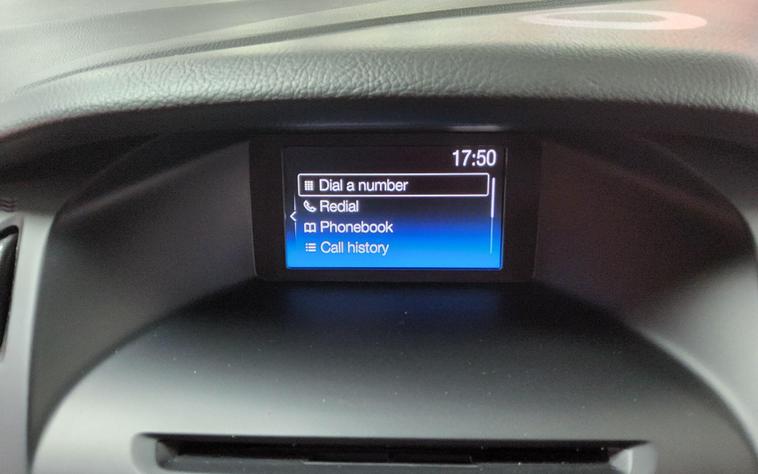 17:50
Dial a number
Redial
Phonebook
Call history